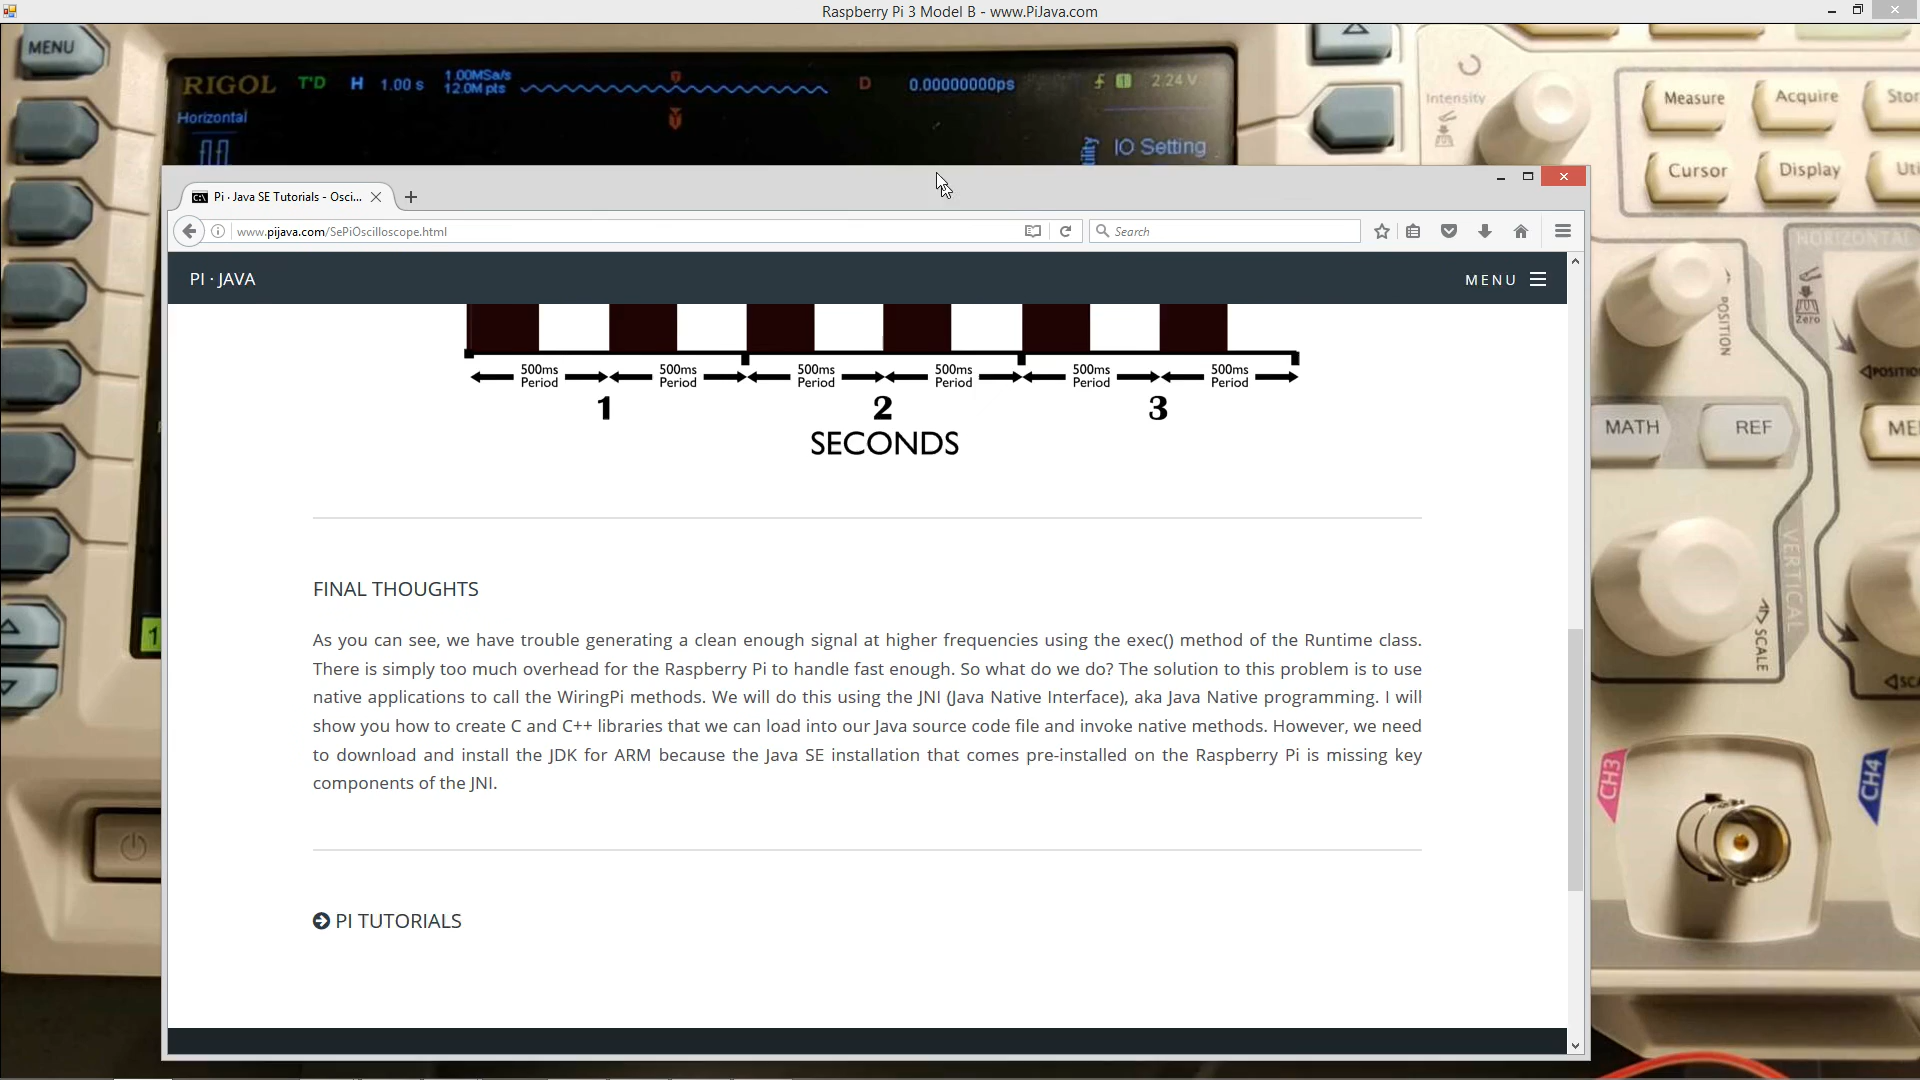 Raspberry Pi 3 Model B - www.PiJava.com
MENU
RIGOL T'D H 1.00 s 1.00MSa/s 12.0M pts D 0.00000000ps 1 2.24 V
Horizontal
IO Setting
Intensity
Measure Acquire
Cursor Display
Pi · Java SE Tutorials - Osci...
www.pijava.com/SePiOscilloscope.html
Search
PI · JAVA
MENU
500ms Period 500ms Period 500ms Period 500ms Period 500ms Period 500ms Period
1 2 3
SECONDS
FINAL THOUGHTS
As you can see, we have trouble generating a clean enough signal at higher frequencies using the exec() method of the Runtime class.
There is simply too much overhead for the Raspberry Pi to handle fast enough. So what do we do? The solution to this problem is to use
native applications to call the WiringPi methods. We will do this using the JNI (Java Native Interface), aka Java Native programming. I will
show you how to create C and C++ libraries that we can load into our Java source code file and invoke native methods. However, we need
to download and install the JDK for ARM because the Java SE installation that comes pre-installed on the Raspberry Pi is missing key
components of the JNI.
PI TUTORIALS
1
HORIZONTAL
POSITION
Zero
MATH REF
VERTICAL
SCALE
CH3
CH4